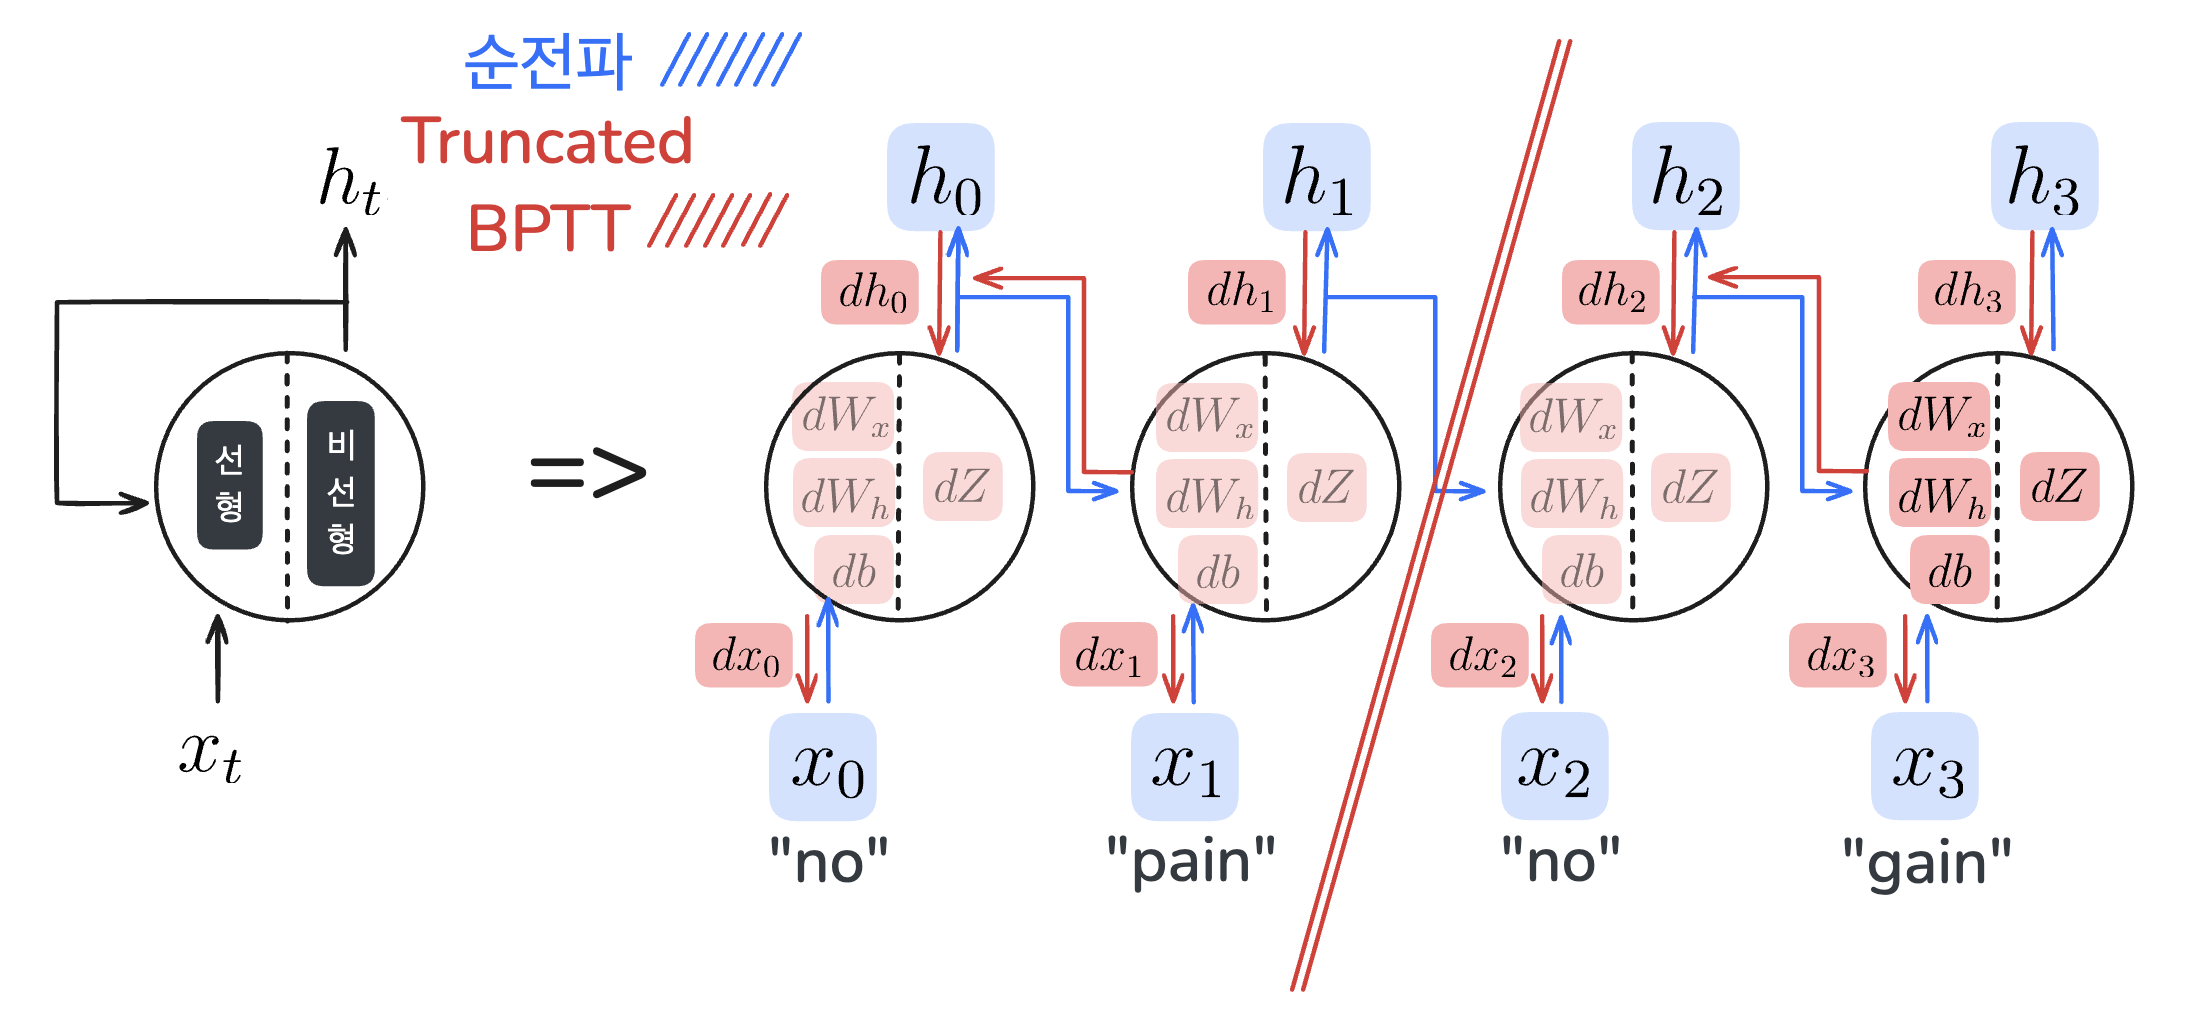 순전파
Truncated
BPTT
h_t
선형
비선형
x_t
=>
h_0 h_1 h_2 h_3
dh_0 dh_1 dh_2 dh_3
dW_x dW_x dW_x dW_x
dW_h dZ dW_h dZ dW_h dZ dW_h dZ
db db db db
dx_0 dx_1 dx_2 dx_3
x_0 x_1 x_2 x_3
"no" "pain" "no" "gain"